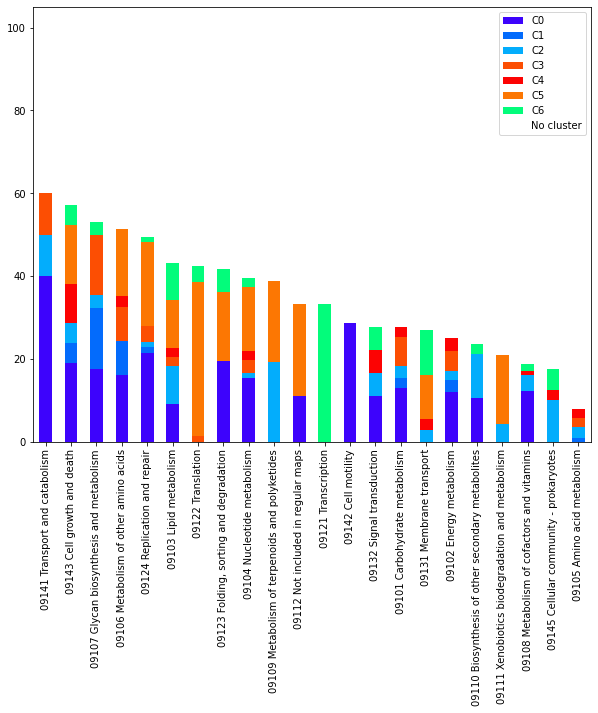 100
80
60
40
20
0
C0
C1
C2
C3
C4
C5
C6
No cluster
09141 Transport and catabolism
09143 Cell growth and death
09107 Glycan biosynthesis and metabolism
09106 Metabolism of other amino acids
09124 Replication and repair
09103 Lipid metabolism
09122 Translation
09123 Folding, sorting and degradation
09104 Nucleotide metabolism
09109 Metabolism of terpenoids and polyketides
09112 Not included in regular maps
09121 Transcription
09142 Cell motility
09132 Signal transduction
09101 Carbohydrate metabolism
09131 Membrane transport
09102 Energy metabolism
09110 Biosynthesis of other secondary metabolites
09111 Xenobiotics biodegradation and metabolism
09108 Metabolism of cofactors and vitamins
09145 Cellular community - prokaryotes
09105 Amino acid metabolism